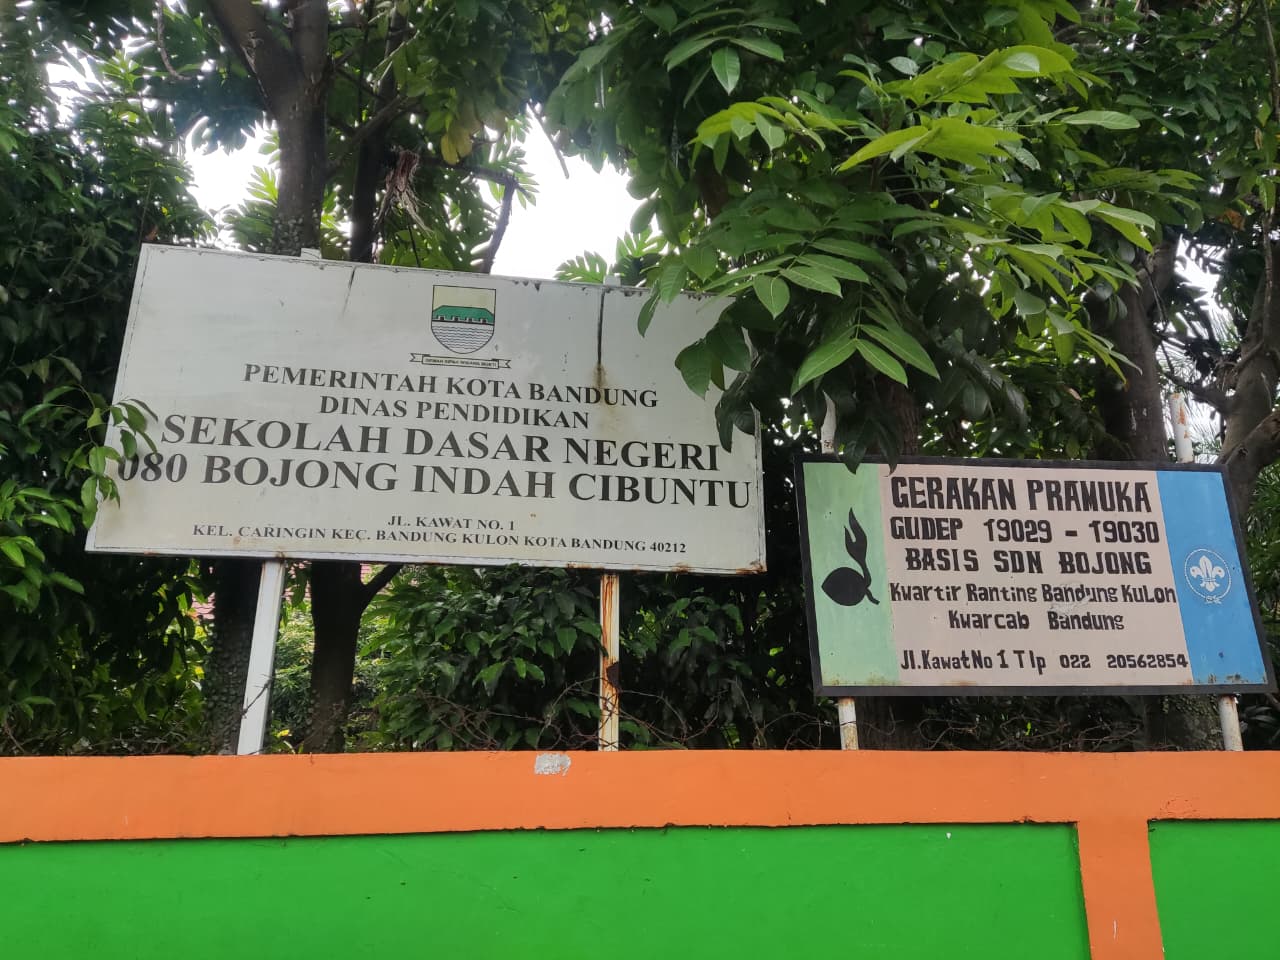 PEMERINTAH KOTA BANDUNG
DINAS PENDIDIKAN
SEKOLAH DASAR NEGERI
080 BOJONG INDAH CIBUNTU
JL. KAWAT NO. 1
KEL. CARINGIN KEC. BANDUNG KULON KOTA BANDUNG 40212
GERAKAN PRAMUKA
GUDEP 19029 - 19030
BASIS SDN BOJONG
Kwartir Ranting Bandung Kulon
Kwarcab Bandung
Jl.Kawat No 1 Tlp 022 20562854